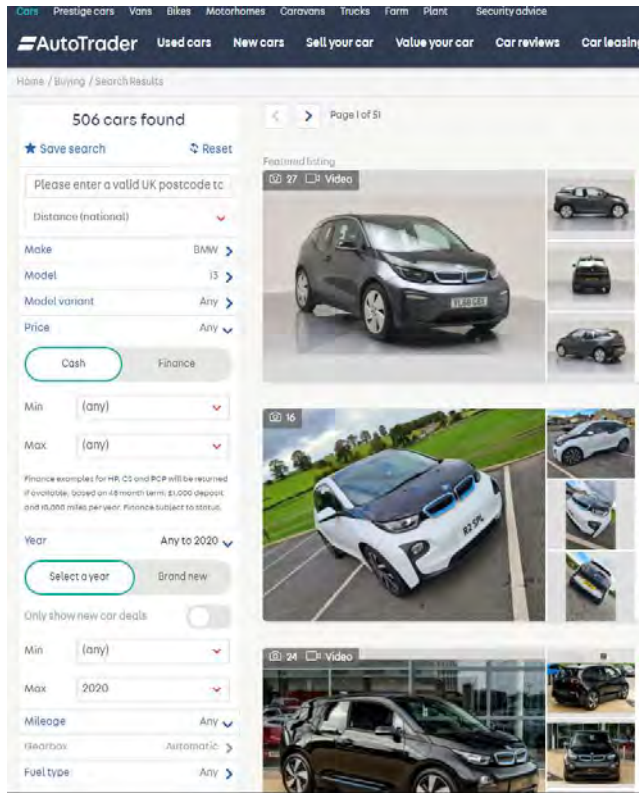 Cars Prestige cars Vans Bikes Motorhomes Caravans Trucks Farm Plant Security advice
AutoTrader Used cars New cars Sell your car Value your car Car reviews Car leasing
Home / Buying / Search Results
506 cars found
Page 1 of 51
Save search Reset
Featured listing
27 Video
Please enter a valid UK postcode to
Distance (national)
Make BMW
Model i3
Model variant Any
Price Any
Cash Finance
Min (any)
16
Max (any)
Finance examples for HP, CS and PCP will be returned
if available, based on 48 month term, £1,000 deposit
and 10,000 miles per year. Finance subject to status.
R2 SPL
Year Any to 2020
Select a year Brand new
Only show new car deals
Min (any)
24 Video
Max 2020
Mileage Any
Gearbox Automatic
Fuel type Any